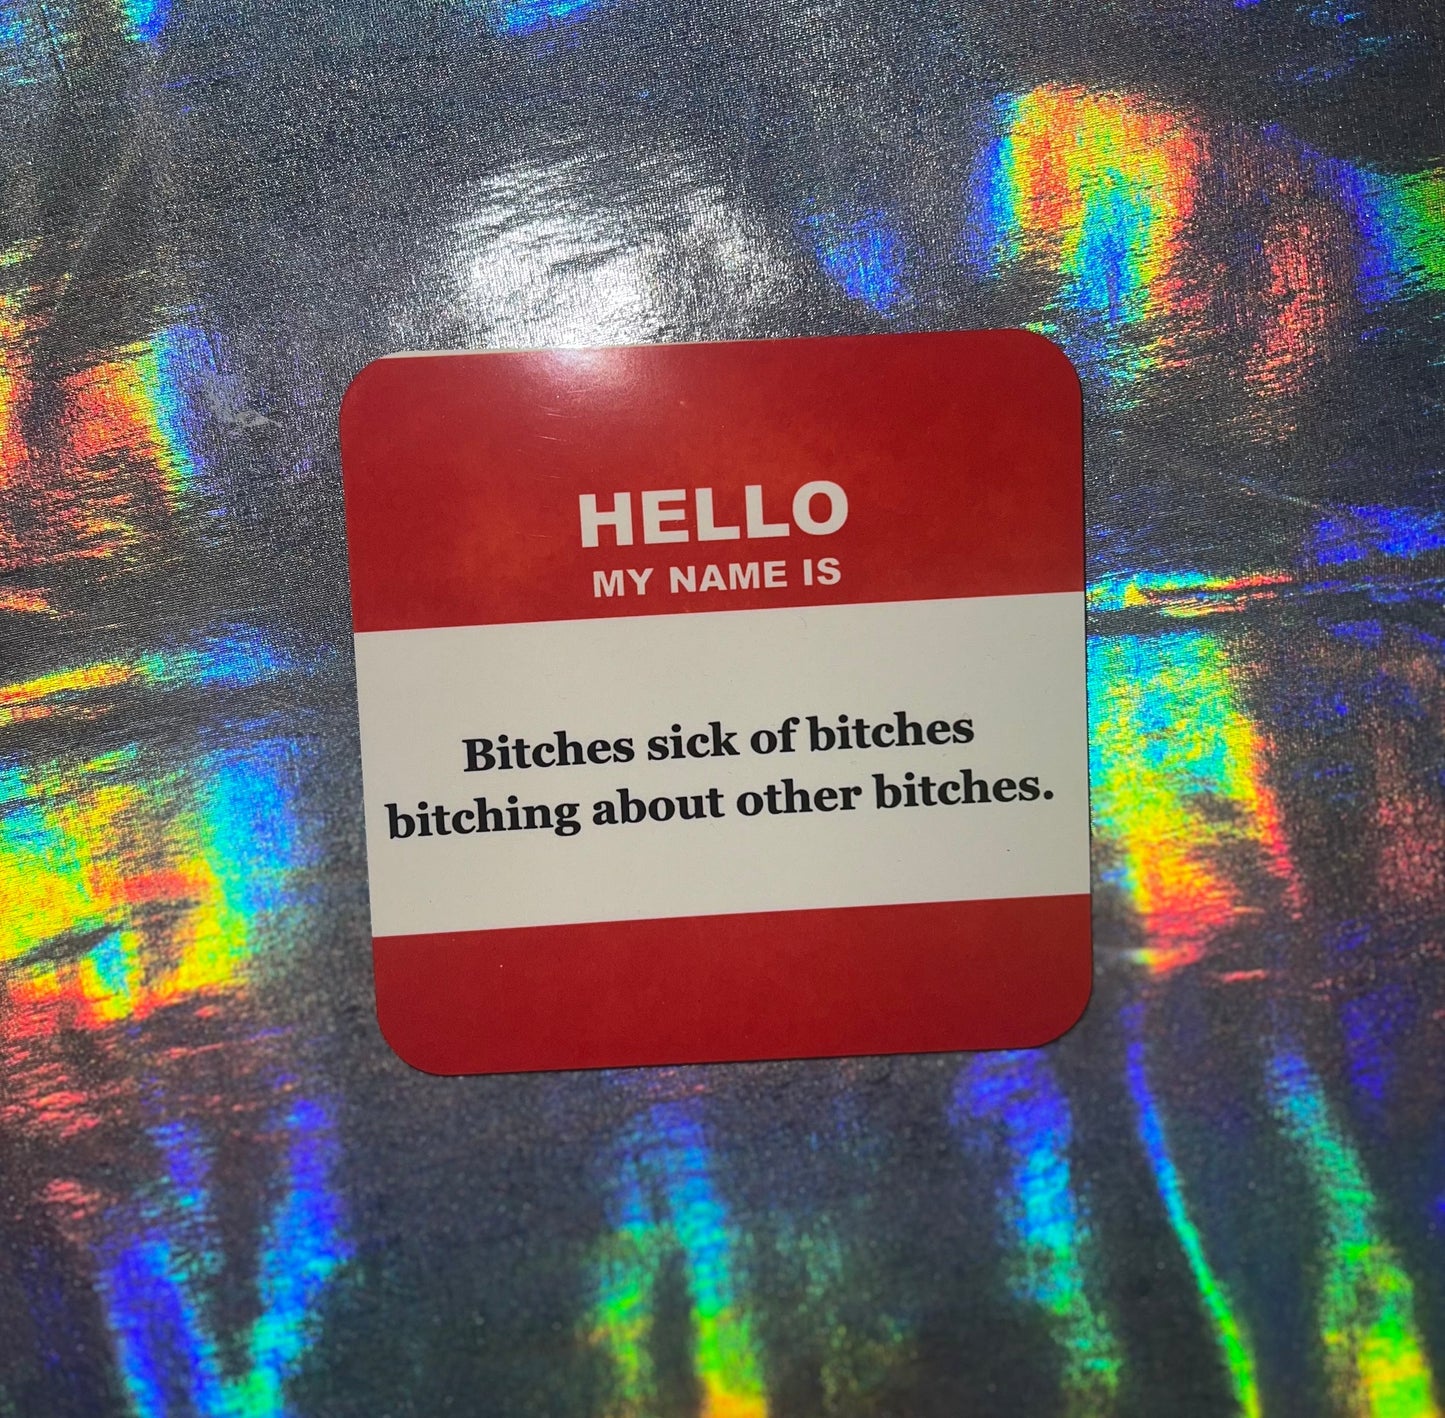 HELLO
MY NAME IS
Bitches sick of bitches
bitching about other bitches.